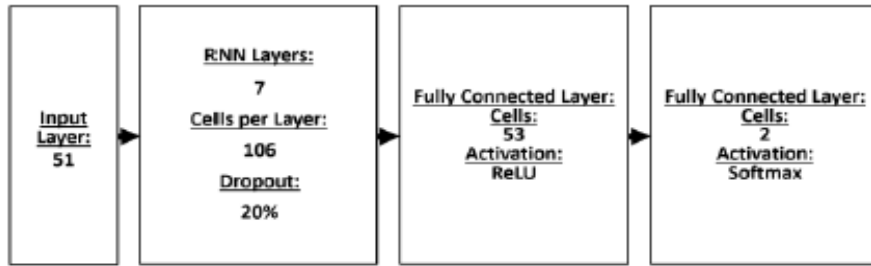 Input
Layer:
51
RNN Layers:
7
Cells per Layer:
106
Dropout:
20%
Fully Connected Layer:
Cells:
53
Activation:
ReLU
Fully Connected Layer:
Cells:
2
Activation:
Softmax